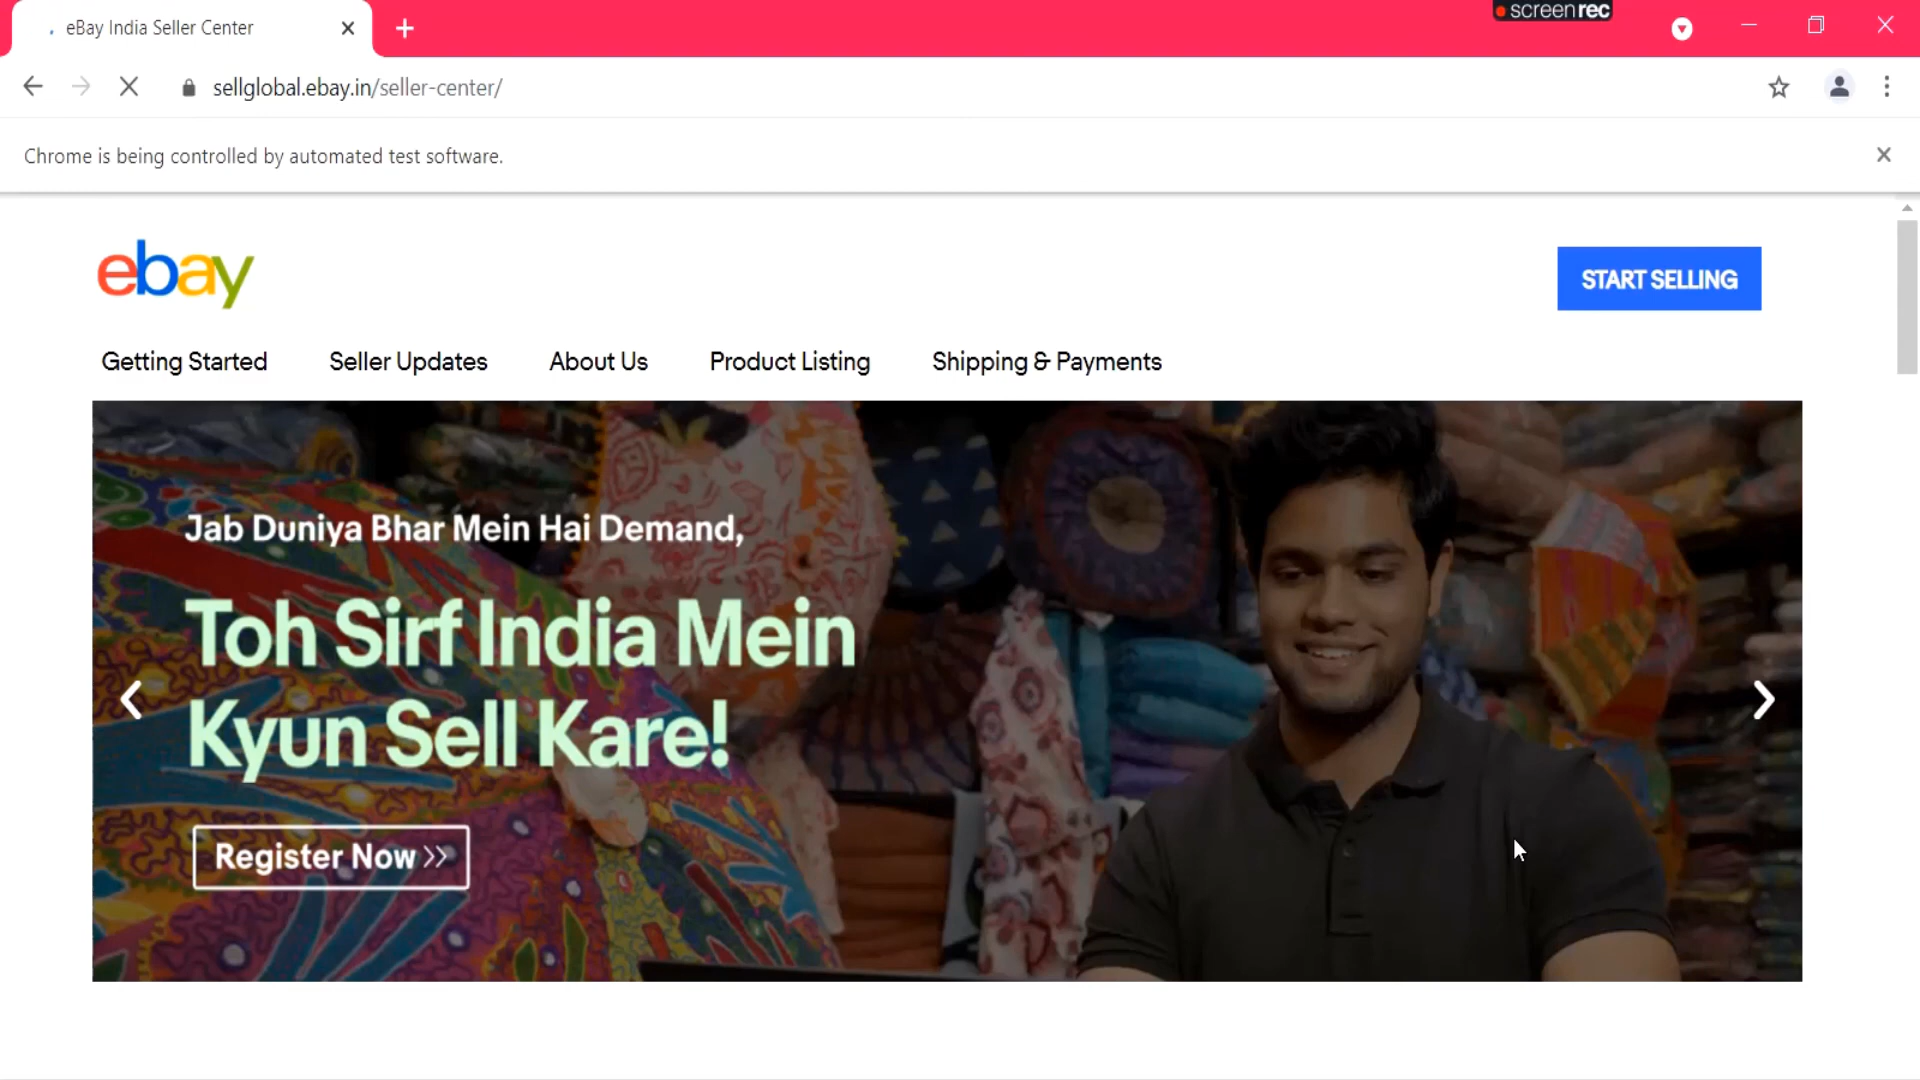 screenrec
eBay India Seller Center
sellglobal.ebay.in/seller-center/
Chrome is being controlled by automated test software.
ebay
START SELLING
Getting Started
Seller Updates
About Us
Product Listing
Shipping & Payments
Jab Duniya Bhar Mein Hai Demand,
Toh Sirf India Mein
Kyun Sell Kare!
Register Now >>